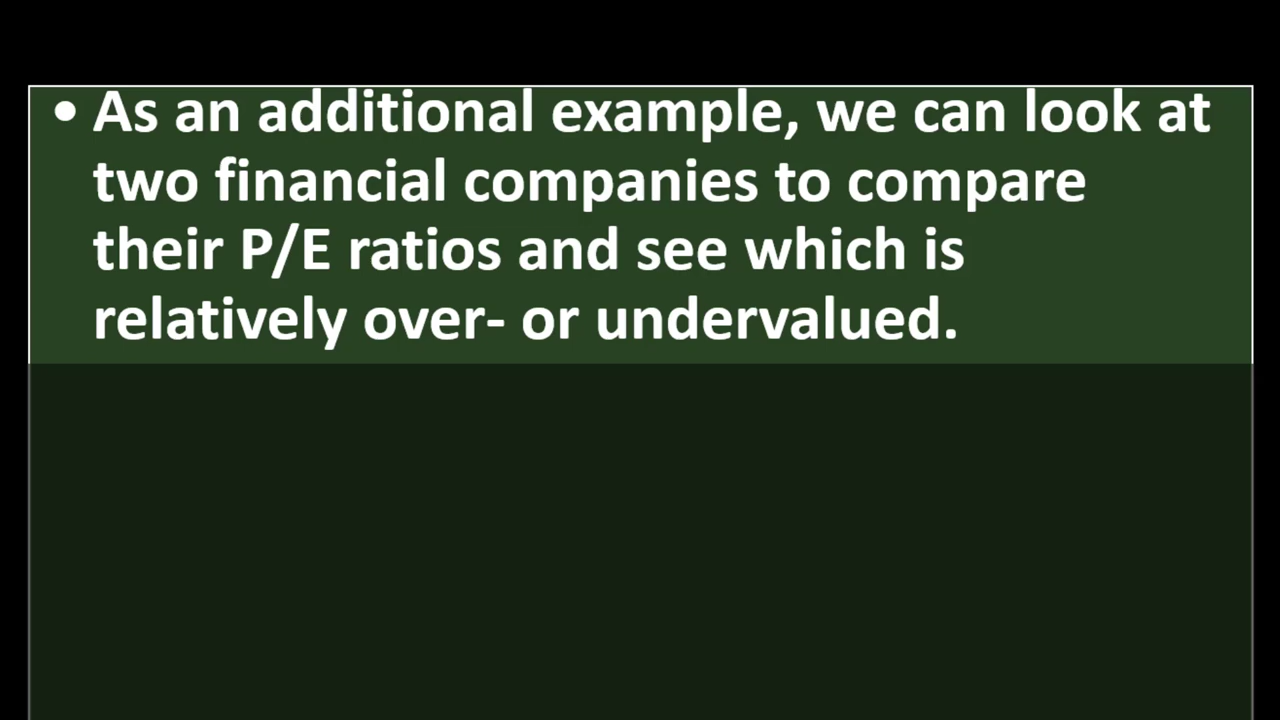 • As an additional example, we can look at
two financial companies to compare
their P/E ratios and see which is
relatively over- or undervalued.